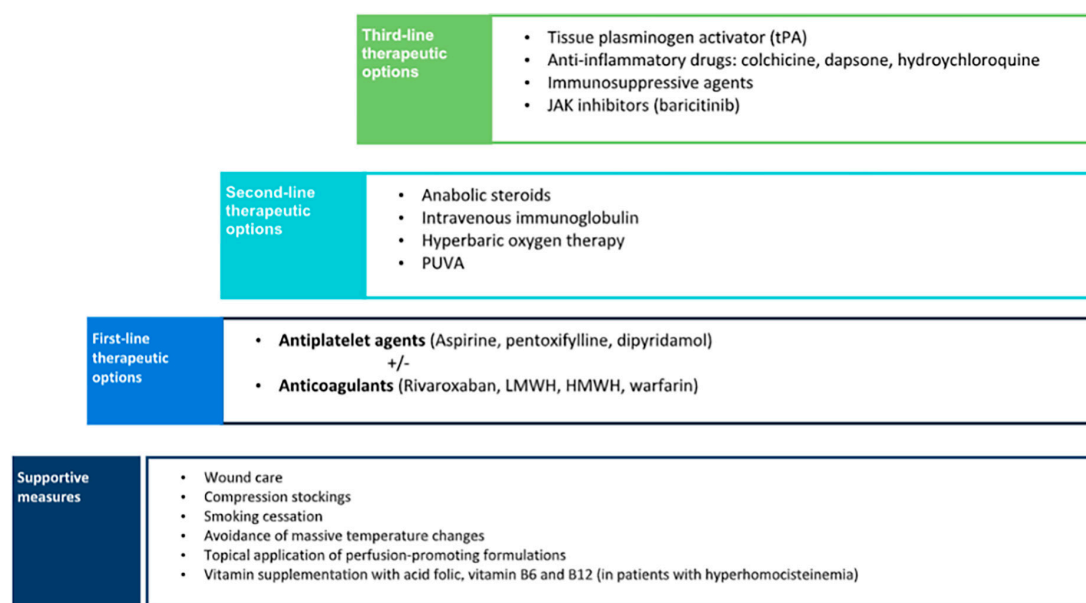 Third-line
therapeutic
options
• Tissue plasminogen activator (tPA)
• Anti-inflammatory drugs: colchicine, dapsone, hydroychloroquine
• Immunosuppressive agents
• JAK inhibitors (baricitinib)
Second-line
therapeutic
options
• Anabolic steroids
• Intravenous immunoglobulin
• Hyperbaric oxygen therapy
• PUVA
First-line
therapeutic
options
• Antiplatelet agents (Aspirine, pentoxifylline, dipyridamol)
+/-
• Anticoagulants (Rivaroxaban, LMWH, HMWH, warfarin)
Supportive
measures
• Wound care
• Compression stockings
• Smoking cessation
• Avoidance of massive temperature changes
• Topical application of perfusion-promoting formulations
• Vitamin supplementation with acid folic, vitamin B6 and B12 (in patients with hyperhomocisteinemia)